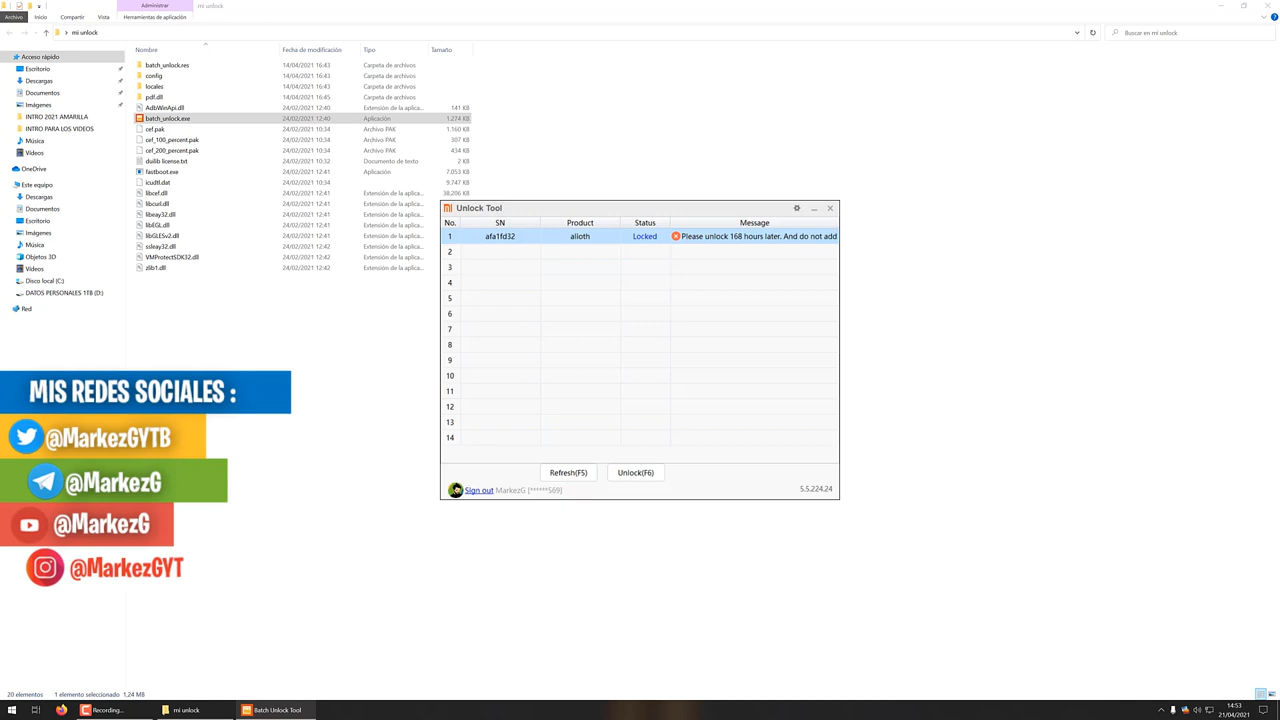 Administrar
mi unlock
Archivo Inicio Compartir Vista Herramientas de aplicación
mi unlock
Buscar en mi unlock
Nombre Fecha de modificación Tipo Tamaño
Acceso rápido
Escritorio
Descargas
Documentos
Imágenes
INTRO 2021 AMARILLA
INTRO PARA LOS VIDEOS
Música
Vídeos
OneDrive
Este equipo
Descargas
Documentos
Escritorio
Imágenes
Música
Objetos 3D
Vídeos
Disco local (C:)
DATOS PERSONALES 1TB (D:)
Red
batch_unlock.res 14/04/2021 16:43 Carpeta de archivos
config 14/04/2021 16:43 Carpeta de archivos
locales 14/04/2021 16:43 Carpeta de archivos
pdf.dll 14/04/2021 16:45 Carpeta de archivos
AdbWinApi.dll 24/02/2021 12:40 Extensión de la aplica... 141 KB
batch_unlock.exe 24/02/2021 12:40 Aplicación 1.274 KB
cef.pak 24/02/2021 10:34 Archivo PAK 1.160 KB
cef_100_percent.pak 24/02/2021 10:34 Archivo PAK 307 KB
cef_200_percent.pak 24/02/2021 10:34 Archivo PAK 434 KB
duilib license.txt 24/02/2021 10:32 Documento de texto 2 KB
fastboot.exe 24/02/2021 12:41 Aplicación 7.053 KB
icudtl.dat 24/02/2021 10:34 9.747 KB
libcef.dll 24/02/2021 12:41 Extensión de la aplica... 38.206 KB
libcurl.dll 24/02/2021 12:41 Extensión de la aplica...
libeay32.dll 24/02/2021 12:41 Extensión de la aplica...
libEGL.dll 24/02/2021 12:41 Extensión de la aplica...
libGLESv2.dll 24/02/2021 12:41 Extensión de la aplica...
ssleay32.dll 24/02/2021 12:41 Extensión de la aplica...
VMProtectSDK32.dll 24/02/2021 12:42 Extensión de la aplica...
zlib1.dll 24/02/2021 12:42 Extensión de la aplica...
Unlock Tool
No. SN Product Status Message
1 afa1fd32 alioth Locked Please unlock 168 hours later. And do not add
2
3
4
5
6
7
8
9
10
11
12
13
14
Refresh(F5) Unlock(F6)
Sign out MarkezG [******569] 5.5.224.24
MIS REDES SOCIALES :
@MarkezGYTB
@MarkezG
@MarkezG
@MarkezGYT
20 elementos 1 elemento seleccionado 1,24 MB
Recording... mi unlock Batch Unlock Tool
14:53
21/04/2021